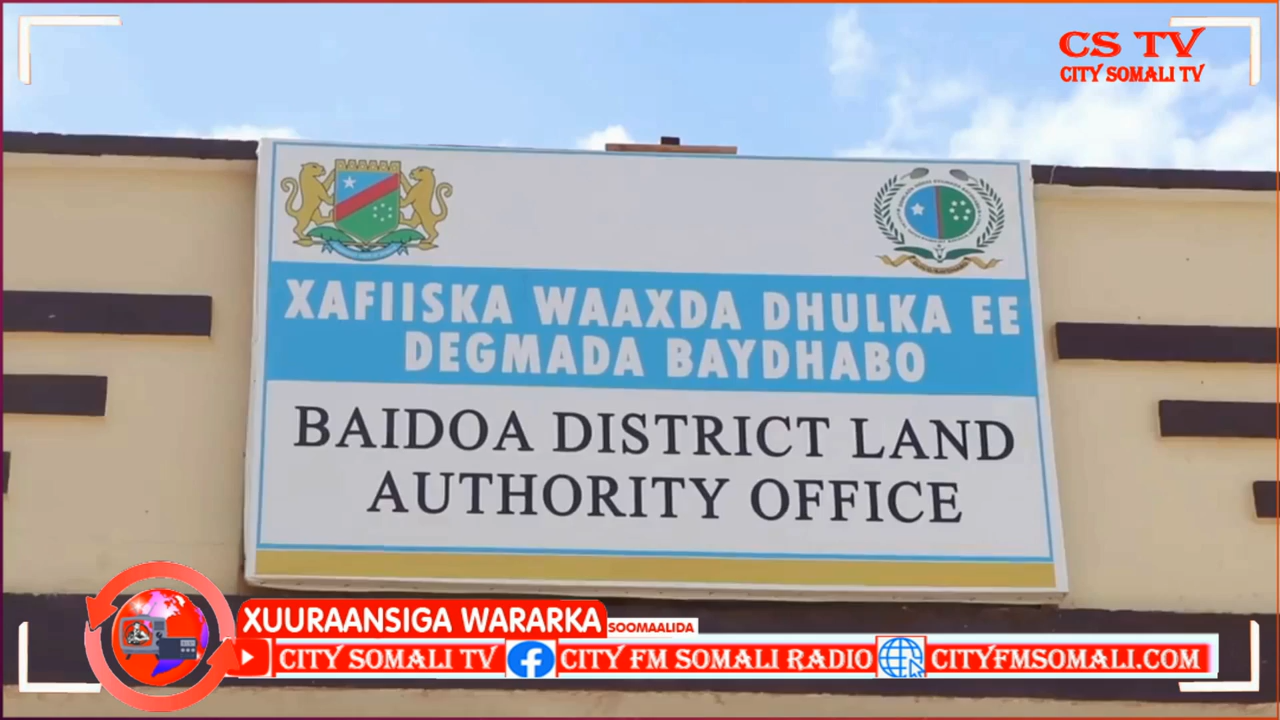 CS TV
CITY SOMALI TV
XAFIISKA WAAXDA DHULKA EE
DEGMADA BAYDHABO
BAIDOA DISTRICT LAND
AUTHORITY OFFICE
XUURAANSIGA WARARKA
SOOMAALIDA
CITY SOMALI TV CITY FM SOMALI RADIO CITYFMSOMALI.COM